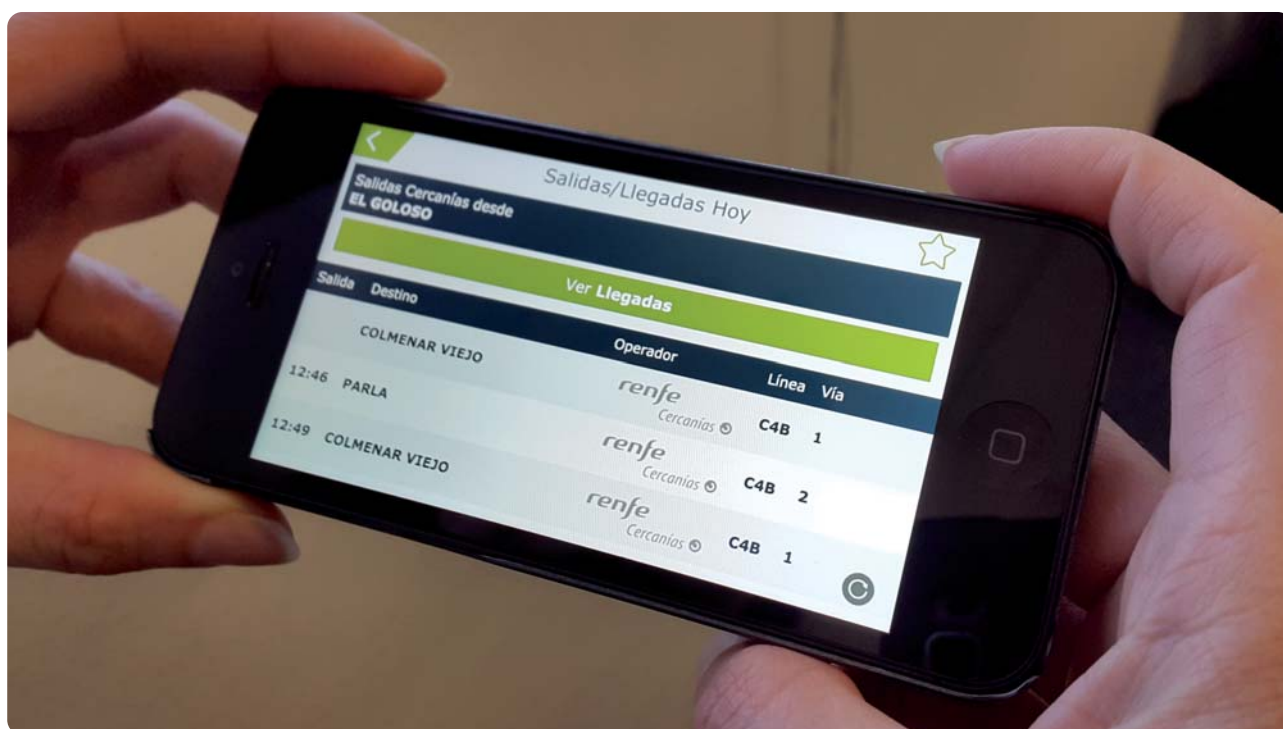 Salidas/Llegadas Hoy
Salidas Cercanías desde
EL GOLOSO
Ver Llegadas
Salida Destino Operador Línea Vía
COLMENAR VIEJO renfe Cercanías C4B 1
12:46 PARLA renfe Cercanías C4B 2
12:49 COLMENAR VIEJO renfe Cercanías C4B 1